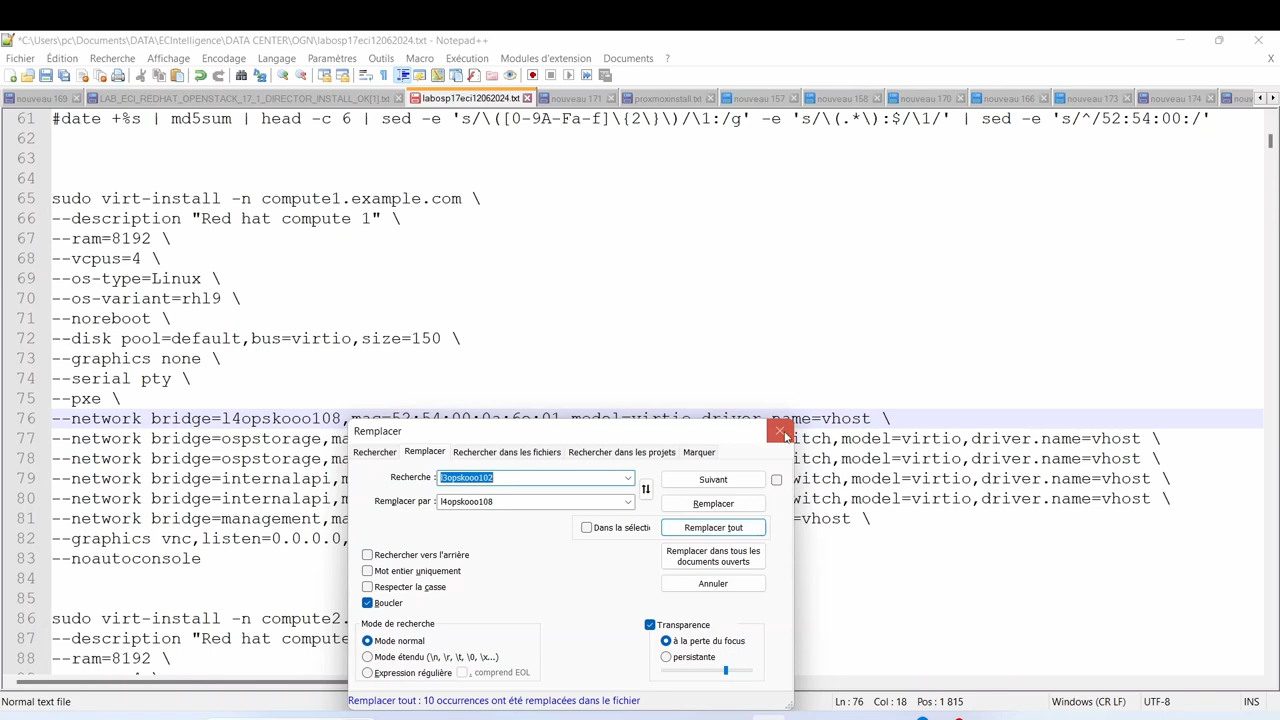 *C:\Users\pc\Documents\DATA\ECIntelligence\DATA CENTER\OGN\labosp17eci12062024.txt - Notepad++
Fichier Édition Recherche Affichage Encodage Langage Paramètres Outils Macro Exécution Modules d'extension Documents ? X
nouveau 169 LAB_ECI_REDHAT_OPENSTACK_17_1_DIRECTOR_INSTALL_OK[1].txt labosp17eci12062024.txt nouveau 171 proxmoxinstall.txt nouveau 157 nouveau 158 nouveau 170 nouveau 166 nouveau 173 nouveau 174 nouv
61 #date +%s | md5sum | head -c 6 | sed -e 's/\([0-9A-Fa-f]\{2\}\)/\1:/g' -e 's/\(.*\):$/\1/' | sed -e 's/^/52:54:00:/'
62
63
64
65 sudo virt-install -n compute1.example.com \
66 --description "Red hat compute 1" \
67 --ram=8192 \
68 --vcpus=4 \
69 --os-type=Linux \
70 --os-variant=rhl9 \
71 --noreboot \
72 --disk pool=default,bus=virtio,size=150 \
73 --graphics none \
74 --serial pty \
75 --pxe \
76 --network bridge=l4opskooo108,mac=52:54:00:0a:6e:01,model=virtio,driver.name=vhost \
77 --network bridge=ospstorage,ma itch,model=virtio,driver.name=vhost \
78 --network bridge=ospstorage,ma itch,model=virtio,driver.name=vhost \
79 --network bridge=internalapi,m witch,model=virtio,driver.name=vhost \
80 --network bridge=internalapi,m witch,model=virtio,driver.name=vhost \
81 --network bridge=management,ma =vhost \
82 --graphics vnc,listen=0.0.0.0,
83 --noautoconsole
84
85
86 sudo virt-install -n compute2.
87 --description "Red hat compute
88 --ram=8192 \
Remplacer
Rechercher Remplacer Rechercher dans les fichiers Rechercher dans les projets Marquer
Recherche : l3opskooo102 Suivant
Remplacer par : l4opskooo108 Remplacer
Dans la sélectio Remplacer tout
Remplacer dans tous les
documents ouverts
Rechercher vers l'arrière
Mot entier uniquement
Respecter la casse Annuler
Boucler
Mode de recherche Transparence
Mode normal à la perte du focus
Mode étendu (\n, \r, \t, \0, \x...) persistante
Expression régulière . comprend EOL
Remplacer tout : 10 occurrences ont été remplacées dans le fichier
Normal text file Ln : 76 Col : 18 Pos : 1 815 Windows (CR LF) UTF-8 INS